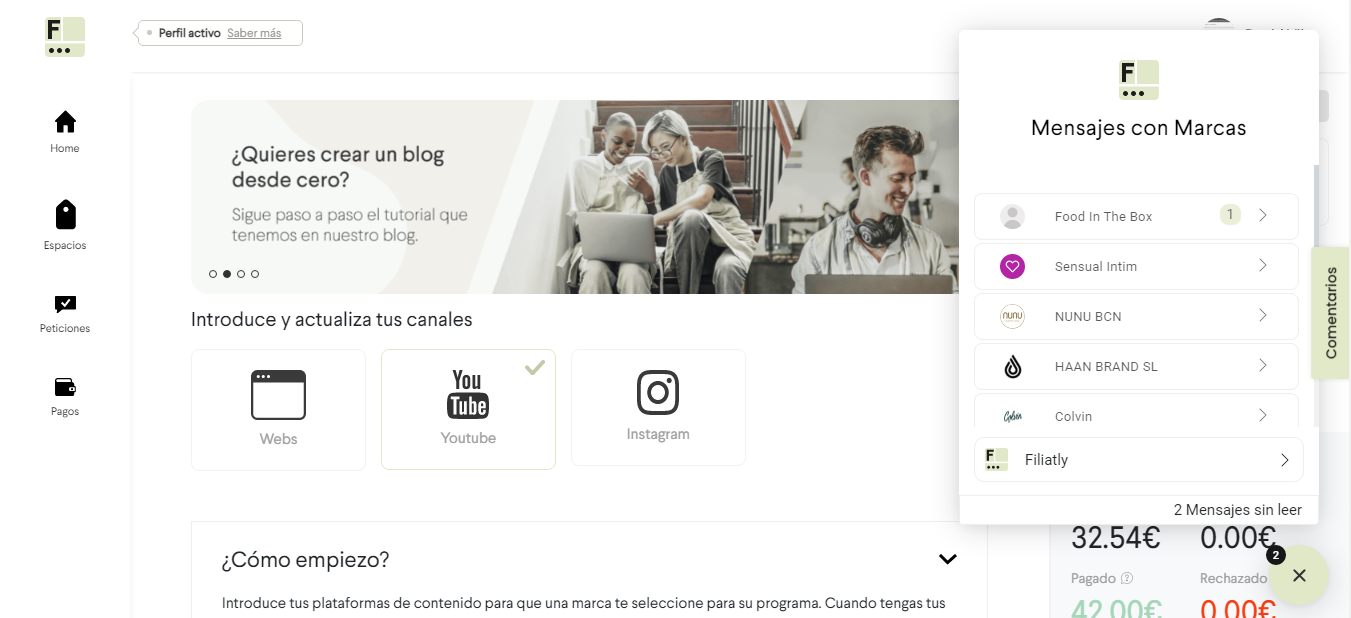 F
Perfil activo Saber más
Home
Espacios
Peticiones
Pagos
¿Quieres crear un blog
desde cero?
Sigue paso a paso el tutorial que
tenemos en nuestro blog.
Introduce y actualiza tus canales
Webs
You
Tube
Youtube
Instagram
¿Cómo empiezo?
Introduce tus plataformas de contenido para que una marca te seleccione para su programa. Cuando tengas tus
F
Mensajes con Marcas
Food In The Box 1
Sensual Intim
nunu
NUNU BCN
HAAN BRAND SL
Colvin
Colvin
F
Filiatly
2 Mensajes sin leer
Comentarios
32.54€ 0.00€
2
Pagado ? Rechazado
42.00€ 0.00€